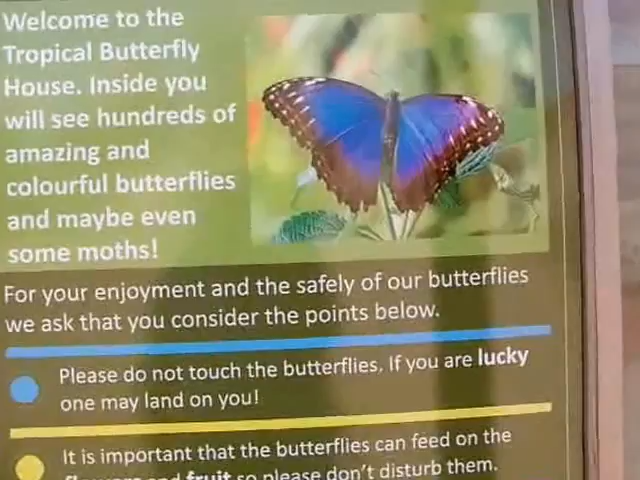 Welcome to the
Tropical Butterfly
House. Inside you
will see hundreds of
amazing and
colourful butterflies
and maybe even
some moths!
For your enjoyment and the safely of our butterflies
we ask that you consider the points below.
Please do not touch the butterflies. If you are lucky
one may land on you!
It is important that the butterflies can feed on the
flowers and fruit so please don't disturb them.